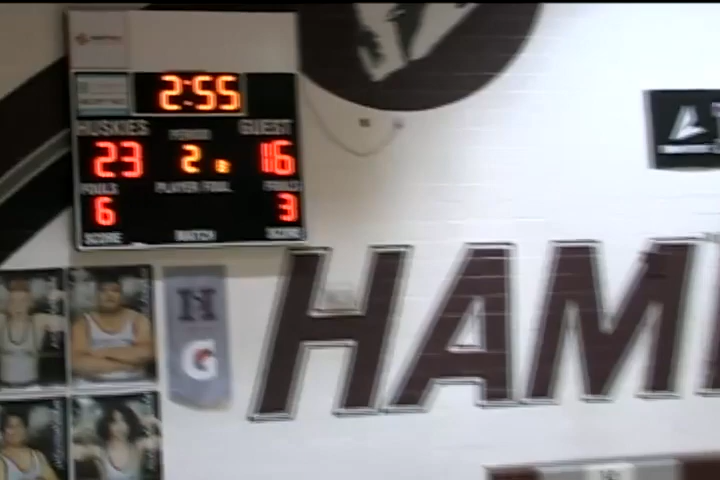 2:55
HUSKIES PERIOD GUEST
23 2 16
FOULS PLAYER FOUL FOULS
6 3
SCORE MATCH SCORE
H
G
HAM